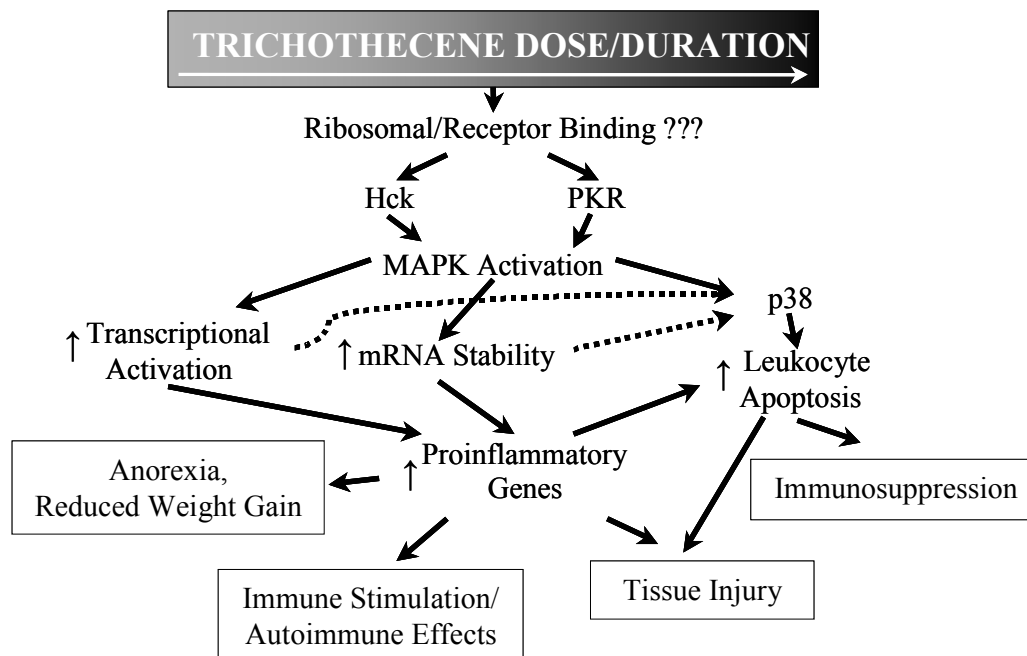 TRICHOTHECENE DOSE/DURATION
Ribosomal/Receptor Binding ???
Hck
PKR
MAPK Activation
p38
↑ Transcriptional
Activation
↑ mRNA Stability
↑ Leukocyte
Apoptosis
↑ Proinflammatory
Genes
Anorexia,
Reduced Weight Gain
Immunosuppression
Immune Stimulation/
Autoimmune Effects
Tissue Injury